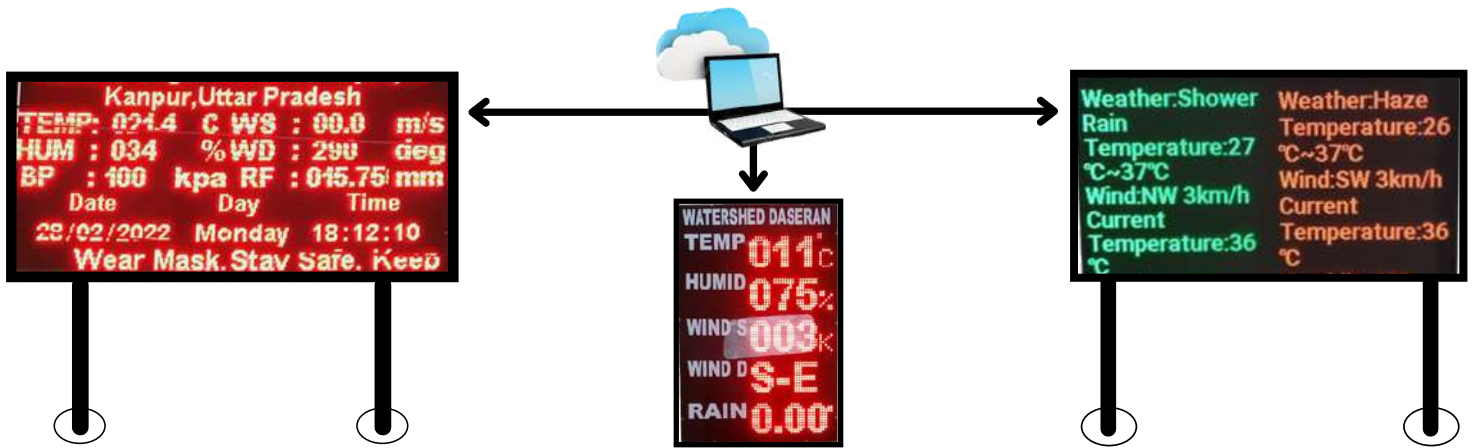 Kanpur,Uttar Pradesh
TEMP: 021.4 C WS : 00.0 m/s
HUM : 034 % WD : 290 deg
BP : 100 kpa RF : 015.75 mm
Date Day Time
28/02/2022 Monday 18:12:10
Wear Mask. Stay Safe. Keep
WATERSHED DASERAN
TEMP 011°C
HUMID 075%
WIND S 003K
WIND D S-E
RAIN 0.00
Weather:Shower
Rain
Temperature:27
℃~37℃
Wind:NW 3km/h
Current
Temperature:36
℃
Weather:Haze
Temperature:26
℃~37℃
Wind:SW 3km/h
Current
Temperature:36
℃